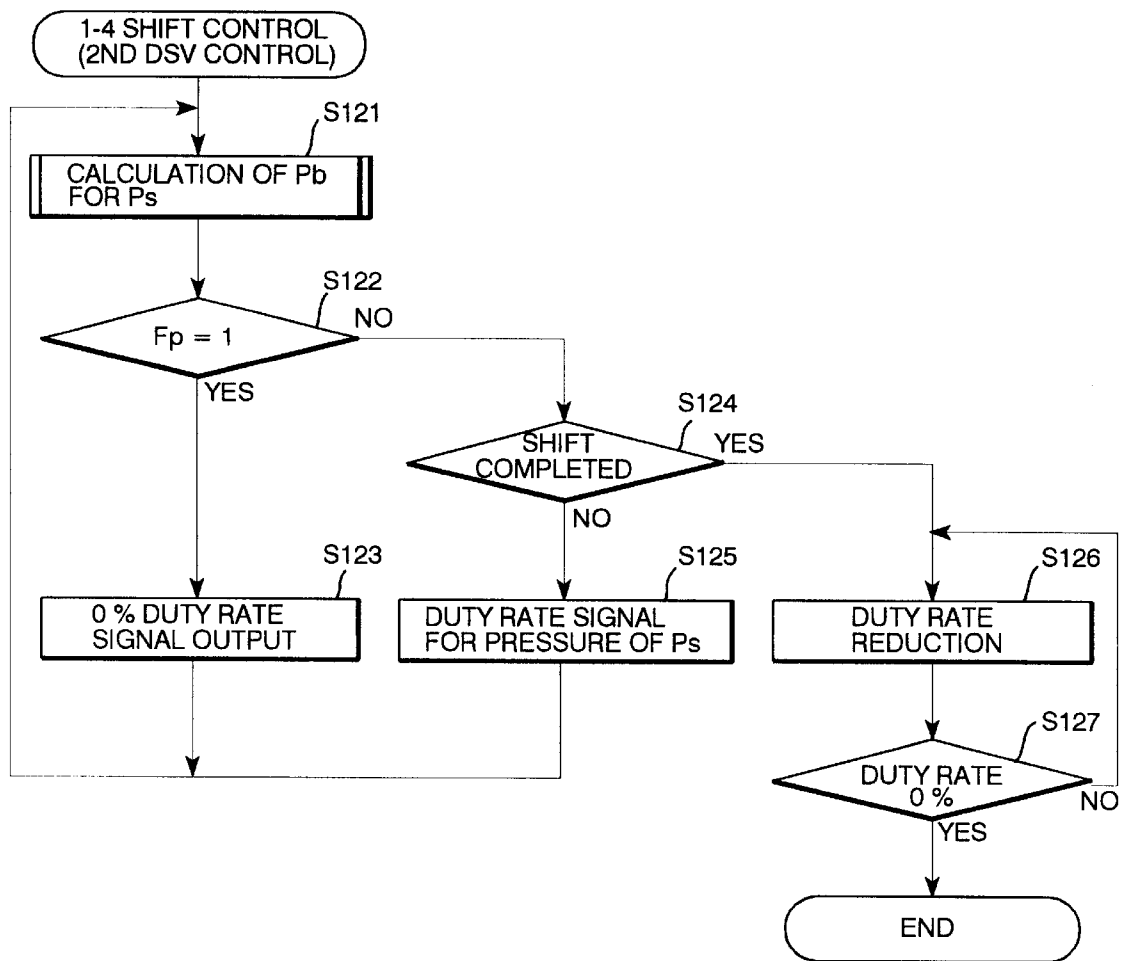 1-4 SHIFT CONTROL
(2ND DSV CONTROL)
S121
CALCULATION OF Pb
FOR Ps
S122
Fp = 1
NO
YES
S124
SHIFT
COMPLETED
YES
NO
S123
0 % DUTY RATE
SIGNAL OUTPUT
S125
DUTY RATE SIGNAL
FOR PRESSURE OF Ps
S126
DUTY RATE
REDUCTION
S127
DUTY RATE
0 %
NO
YES
END